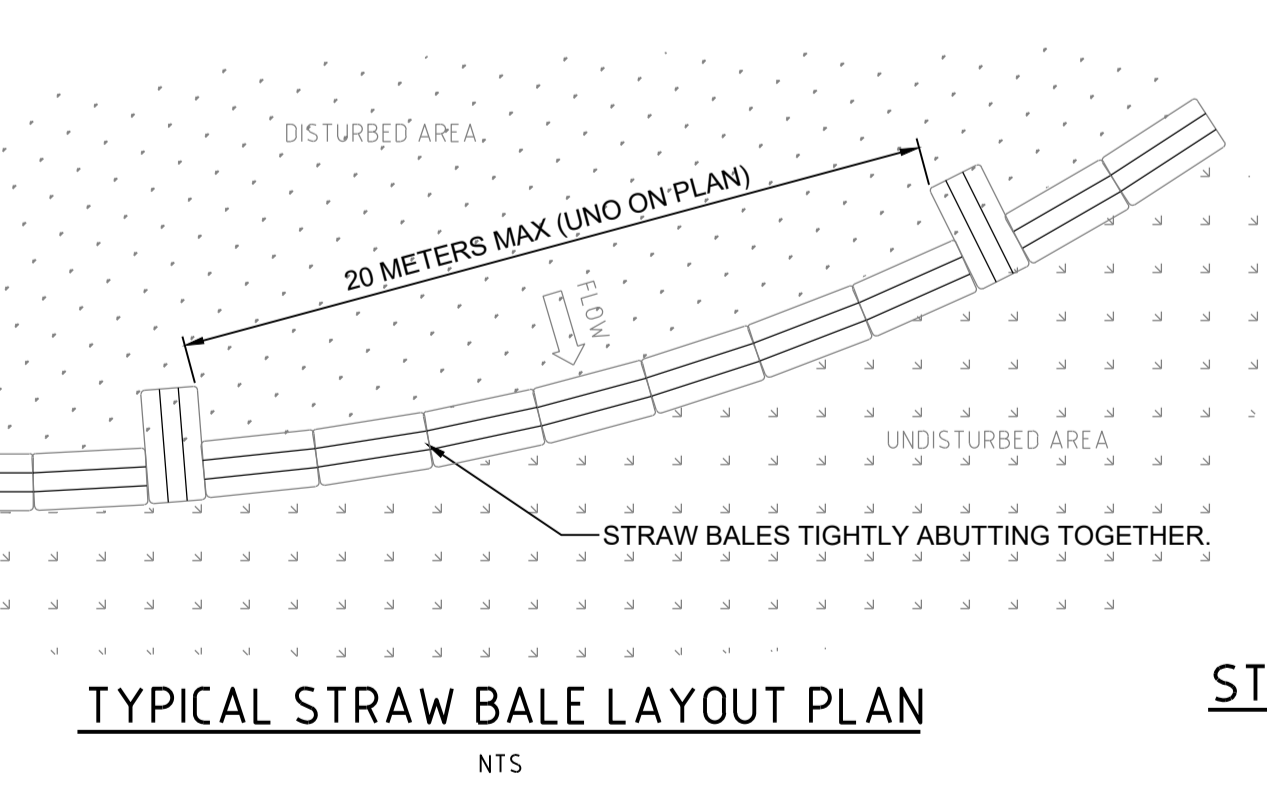 DISTURBED AREA
20 METERS MAX (UNO ON PLAN)
FLOW
UNDISTURBED AREA
STRAW BALES TIGHTLY ABUTTING TOGETHER.
TYPICAL STRAW BALE LAYOUT PLAN
NTS
ST